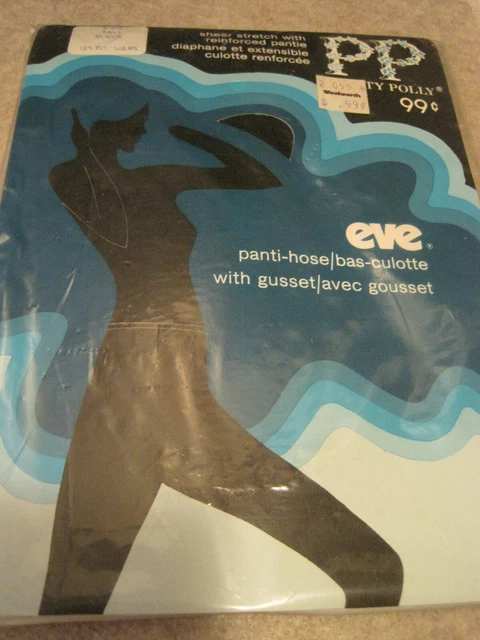 TALL
sheer stretch with
reinforced pantie
diaphane et extensible
culotte renforcée
PP
TY POLLY®
99¢
Woolworth
$ .99¢
eve®
panti-hose|bas-culotte
with gusset|avec gousset